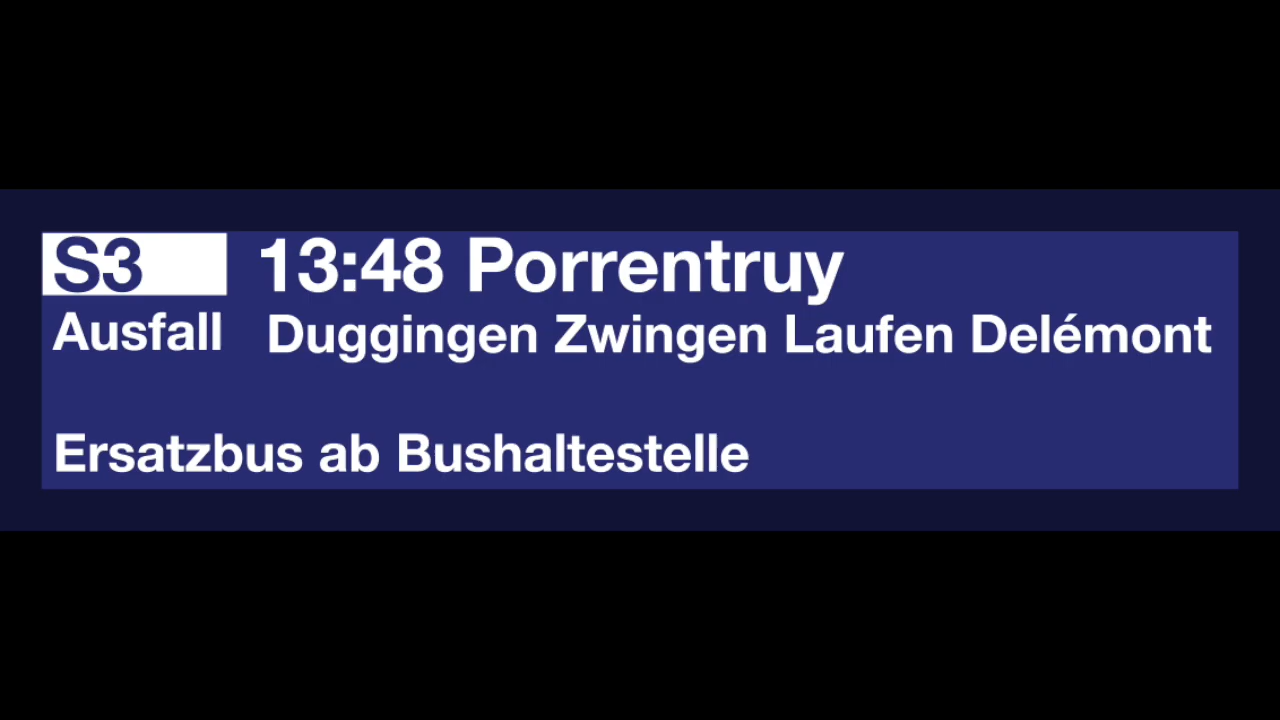 S3 13:48 Porrentruy
Ausfall Duggingen Zwingen Laufen Delémont
Ersatzbus ab Bushaltestelle